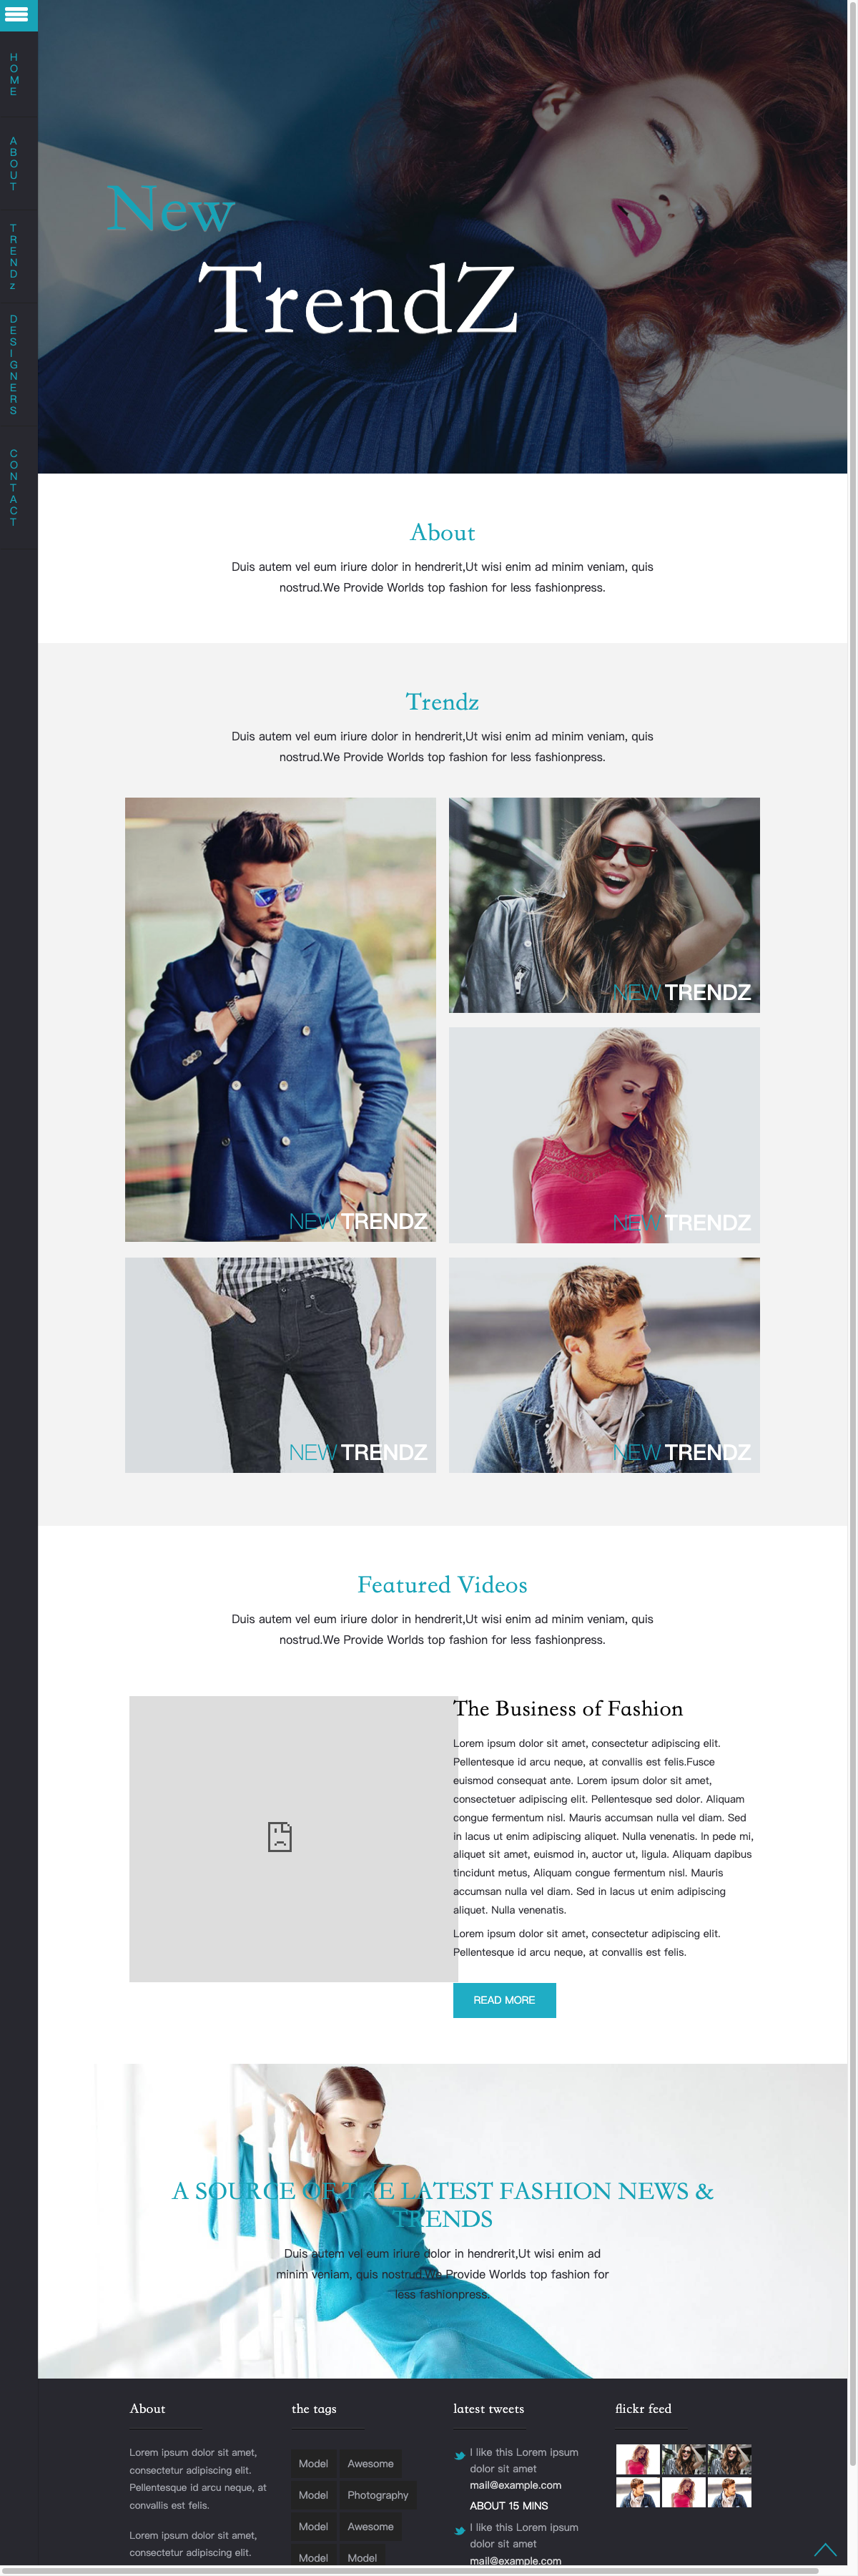 HOME
ABOUT
TRENDz
DESIGNERS
CONTACT
New
TrendZ
About
Duis autem vel eum iriure dolor in hendrerit,Ut wisi enim ad minim veniam, quis
nostrud.We Provide Worlds top fashion for less fashionpress.
Trendz
Duis autem vel eum iriure dolor in hendrerit,Ut wisi enim ad minim veniam, quis
nostrud.We Provide Worlds top fashion for less fashionpress.
NEW TRENDZ
NEW TRENDZ
NEW TRENDZ
NEW TRENDZ
NEW TRENDZ
Featured Videos
Duis autem vel eum iriure dolor in hendrerit,Ut wisi enim ad minim veniam, quis
nostrud.We Provide Worlds top fashion for less fashionpress.
The Business of Fashion
Lorem ipsum dolor sit amet, consectetur adipiscing elit.
Pellentesque id arcu neque, at convallis est felis.Fusce
euismod consequat ante. Lorem ipsum dolor sit amet,
consectetuer adipiscing elit. Pellentesque sed dolor. Aliquam
congue fermentum nisl. Mauris accumsan nulla vel diam. Sed
in lacus ut enim adipiscing aliquet. Nulla venenatis. In pede mi,
aliquet sit amet, euismod in, auctor ut, ligula. Aliquam dapibus
tincidunt metus, Aliquam congue fermentum nisl. Mauris
accumsan nulla vel diam. Sed in lacus ut enim adipiscing
aliquet. Nulla venenatis.
Lorem ipsum dolor sit amet, consectetur adipiscing elit.
Pellentesque id arcu neque, at convallis est felis.
READ MORE
A SOURCE OF THE LATEST FASHION NEWS &
TRENDS
Duis autem vel eum iriure dolor in hendrerit,Ut wisi enim ad
minim veniam, quis nostrud.We Provide Worlds top fashion for
less fashionpress.
About
Lorem ipsum dolor sit amet,
consectetur adipiscing elit.
Pellentesque id arcu neque, at
convallis est felis.
Lorem ipsum dolor sit amet,
consectetur adipiscing elit.
the tags
Model Awesome
Model Photography
Model Awesome
Model Model
latest tweets
I like this Lorem ipsum
dolor sit amet
mail@example.com
ABOUT 15 MINS
I like this Lorem ipsum
dolor sit amet
mail@example.com
flickr feed